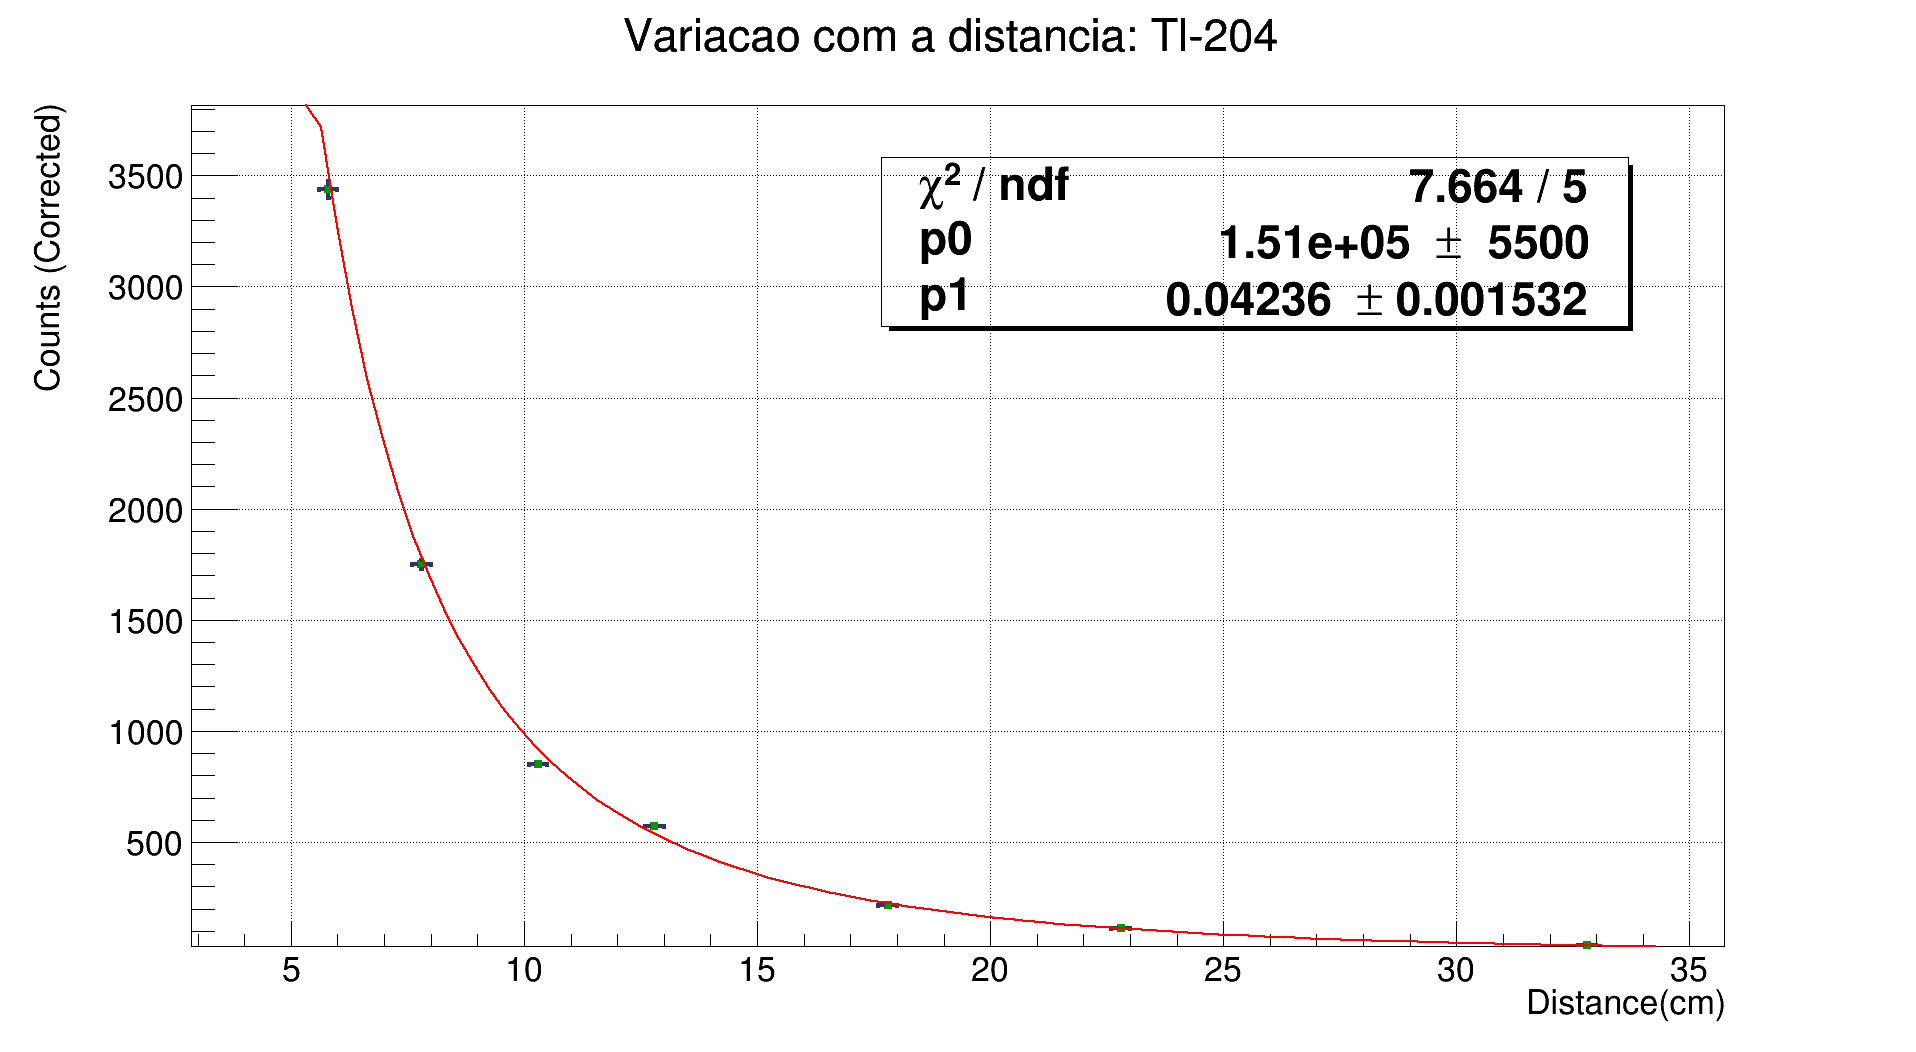 Variacao com a distancia: Tl-204
Counts (Corrected)
χ² / ndf 7.664 / 5
p0 1.51e+05 ± 5500
p1 0.04236 ± 0.001532
3500
3000
2500
2000
1500
1000
500
5 10 15 20 25 30 35
Distance(cm)